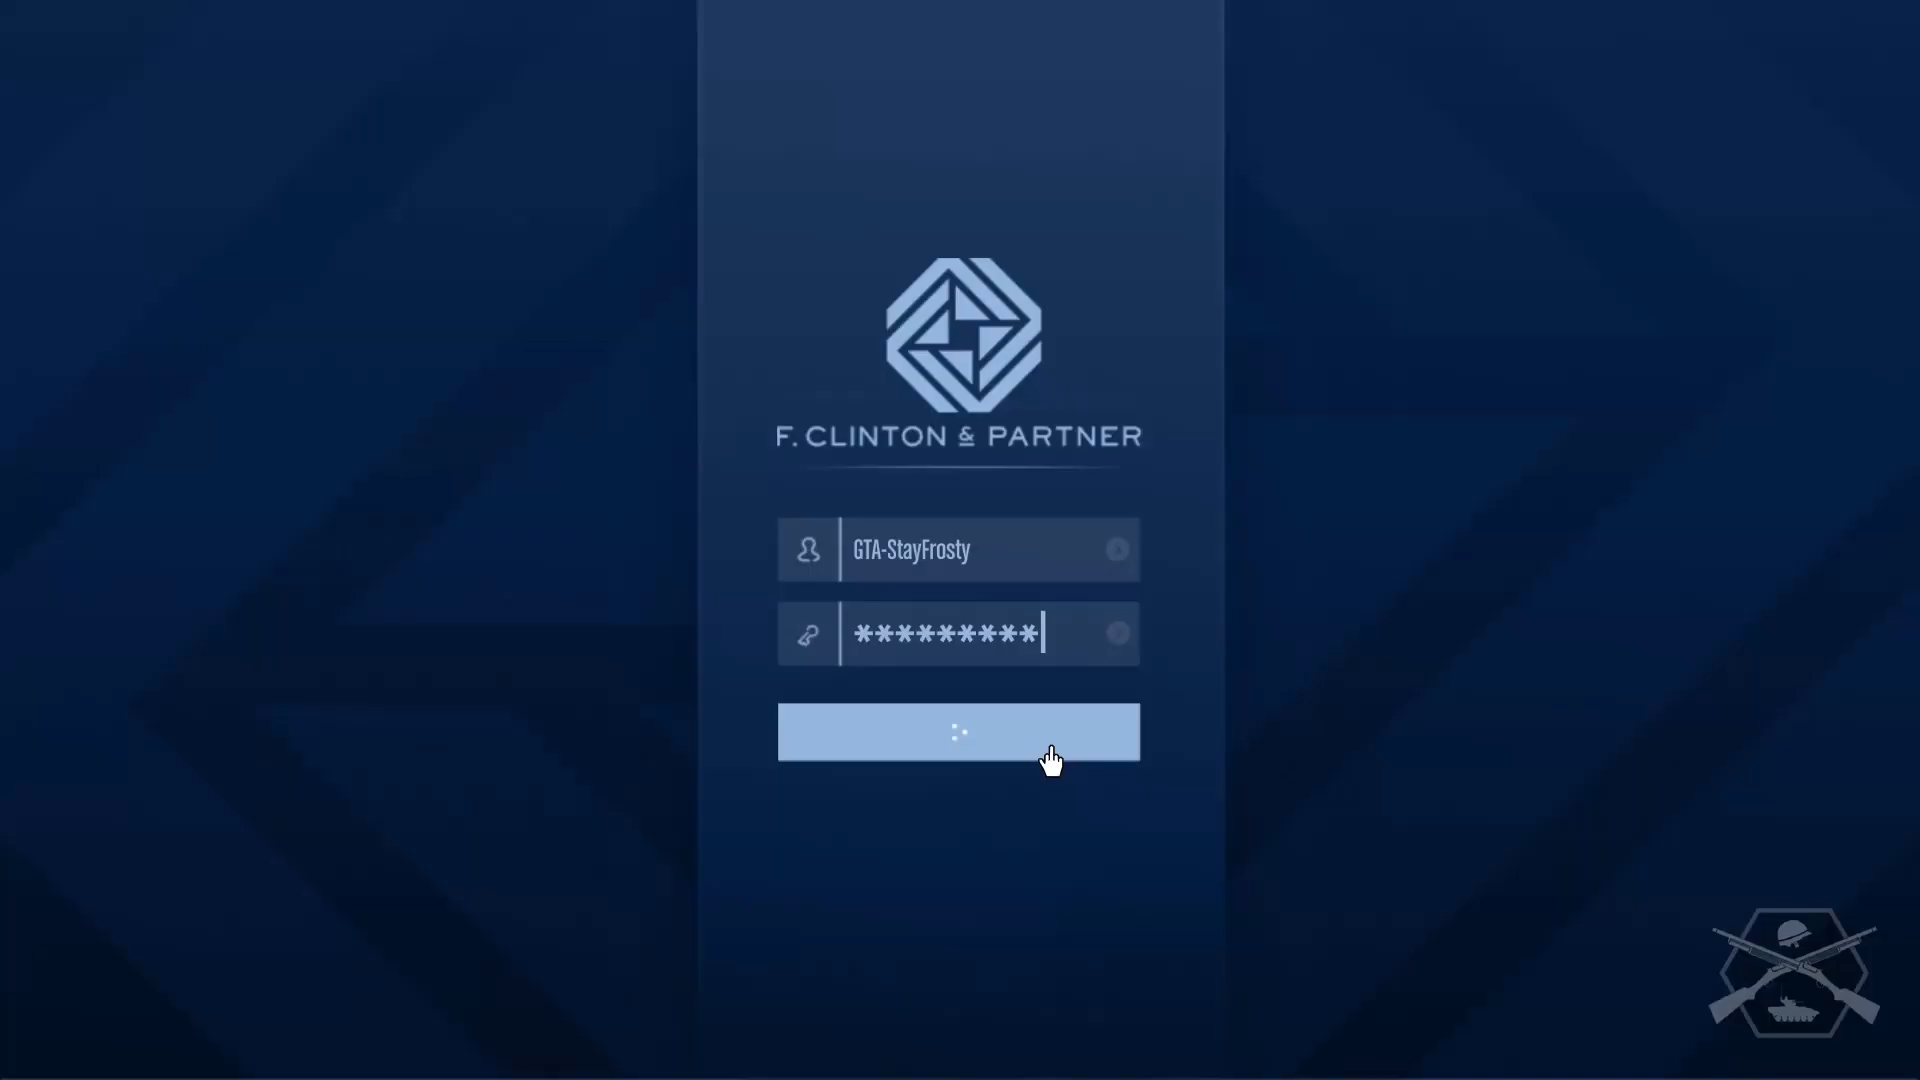 F. CLINTON & PARTNER
GTA-StayFrosty
*********